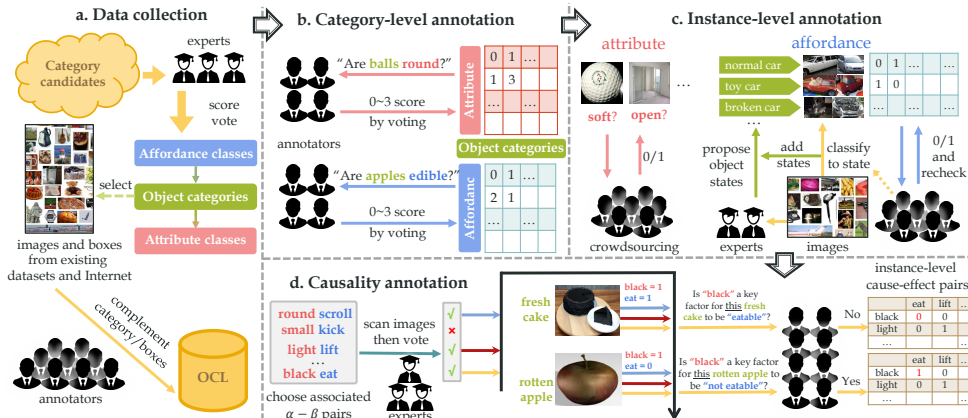 a. Data collection
Category
candidates
experts
score
vote
Affordance classes
select
Object categories
Attribute classes
images and boxes
from existing
datasets and Internet
complement
category/boxes
annotators
OCL
b. Category-level annotation
"Are balls round?"
0~3 score
by voting
annotators
Attribute
0 1 ...
1 3
...
Object categories
"Are apples edible?"
0~3 score
by voting
Affordanc
0 1 ...
2 1
...
c. Instance-level annotation
attribute
soft?
open?
...
0/1
crowdsourcing
affordance
normal car
toy car
broken car
...
0 1 ...
1 0
...
propose
object
states
add
states
classify
to state
0/1
and
recheck
experts
images
d. Causality annotation
round scroll
small kick
light lift
...
black eat
choose associated
α − β pairs
scan images
then vote
experts
fresh
cake
black = 1
eat = 1
rotten
apple
black = 1
eat = 0
Is "black" a key
factor for this fresh
cake to be "eatable"?
No
Is "black" a key factor
for this rotten apple to
be "not eatable"?
Yes
instance-level
cause-effect pairs
eat lift ...
black 0 0
light 0 1
...
eat lift ...
black 1 0
light 0 1
...